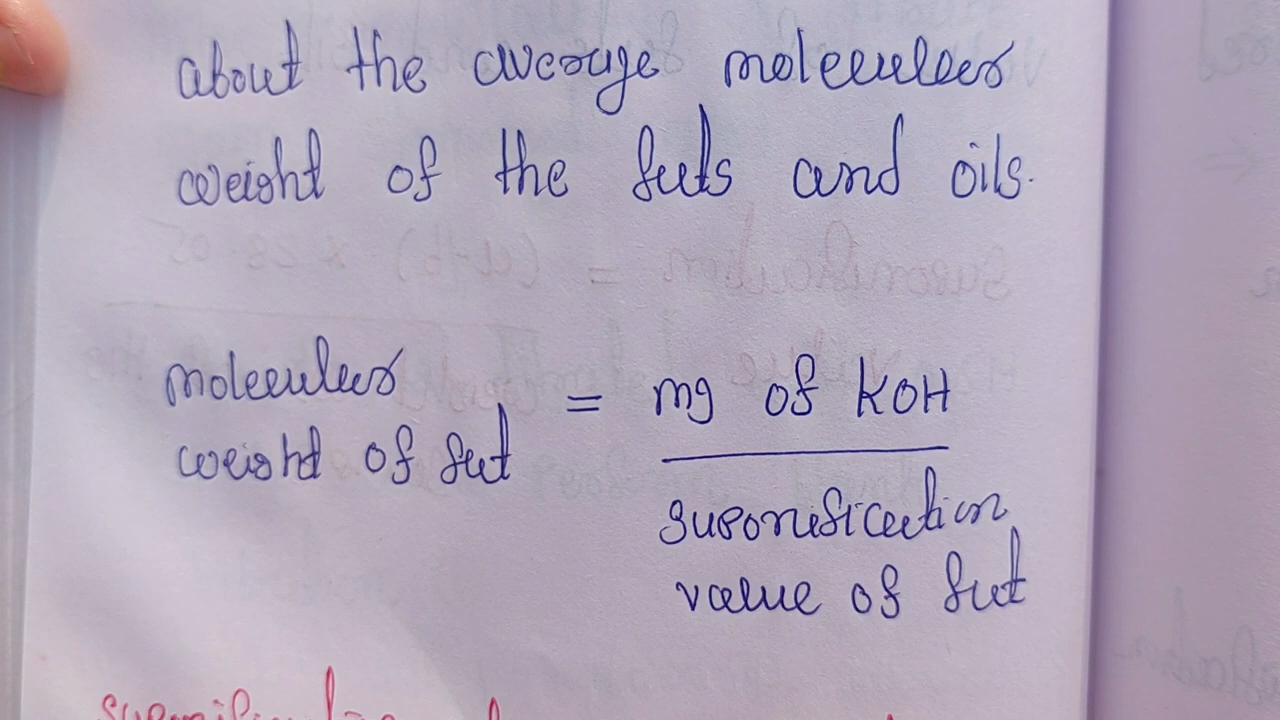 about the average molecular
weight of the fats and oils.
molecular
weight of fat = mg of KOH
saponification
value of fat